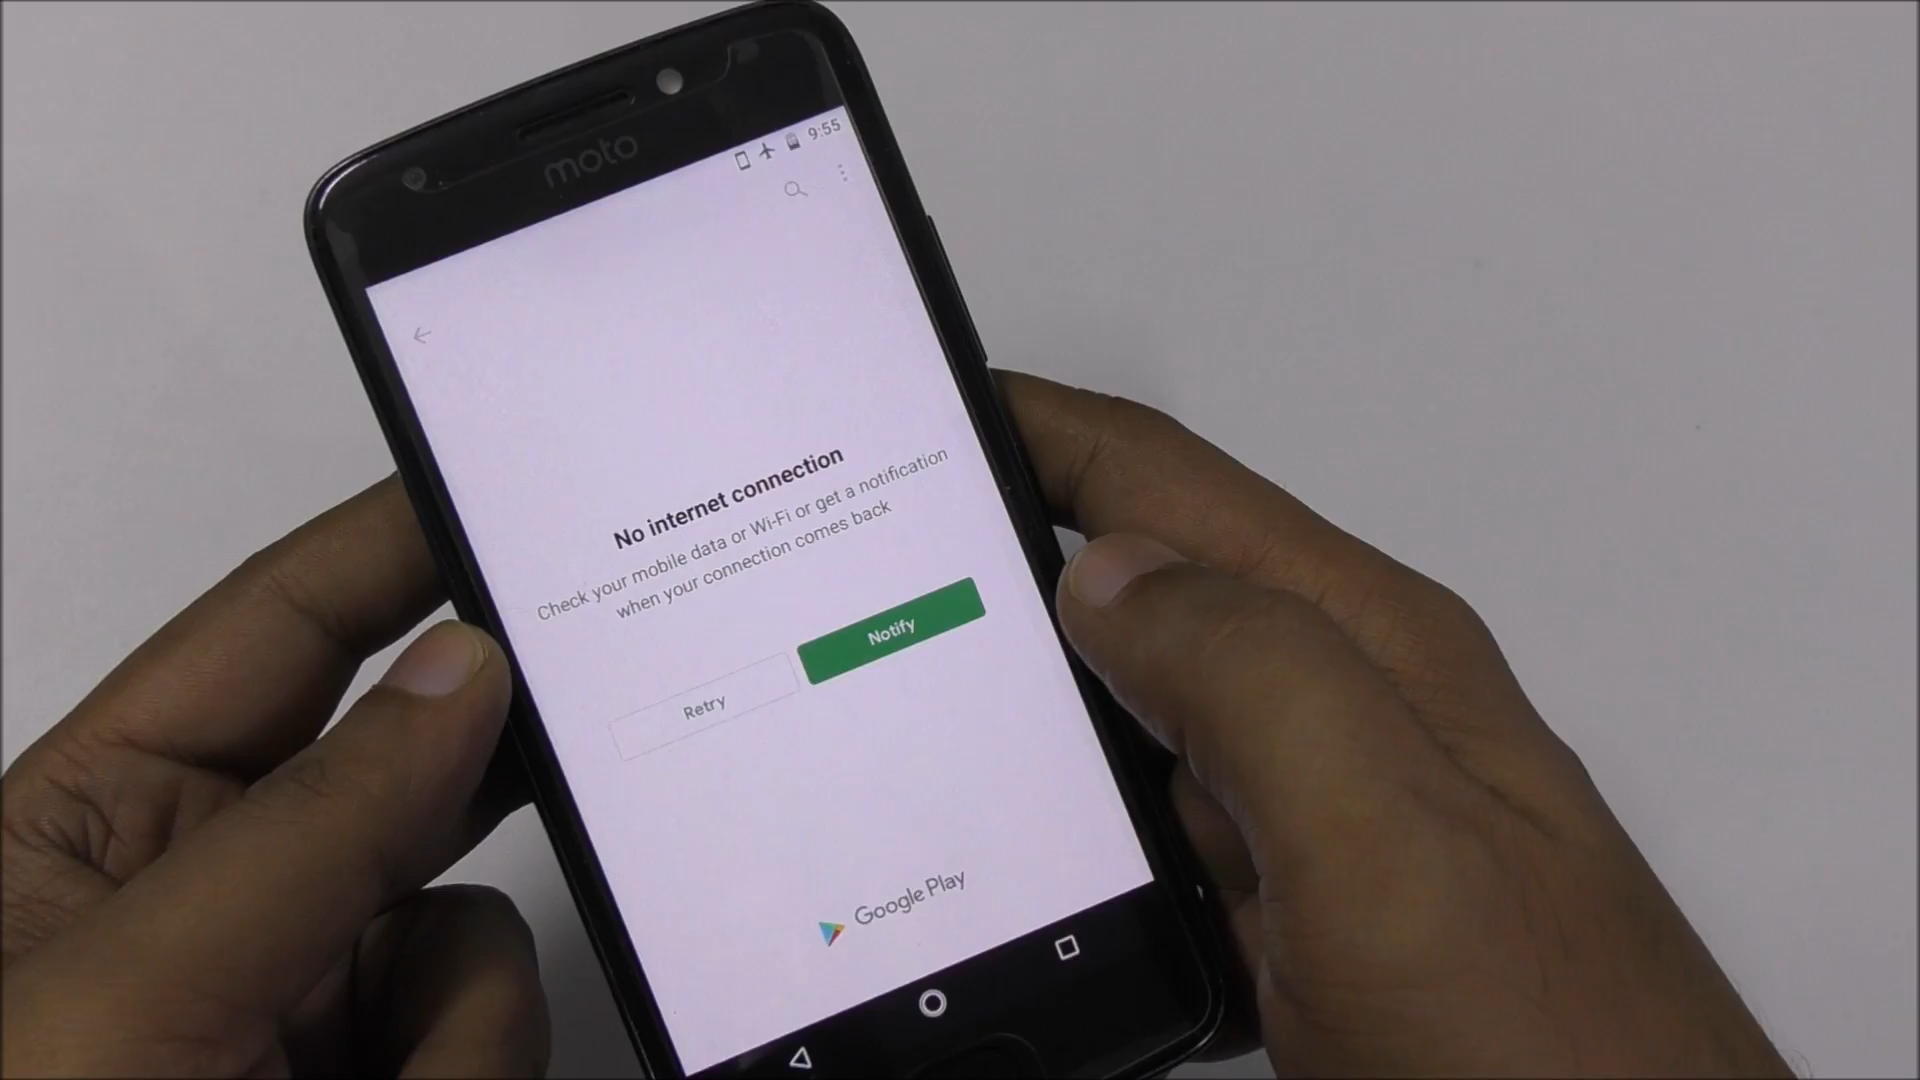 moto
9:55
No internet connection
Check your mobile data or Wi-Fi or get a notification
when your connection comes back
Notify
Retry
Google Play